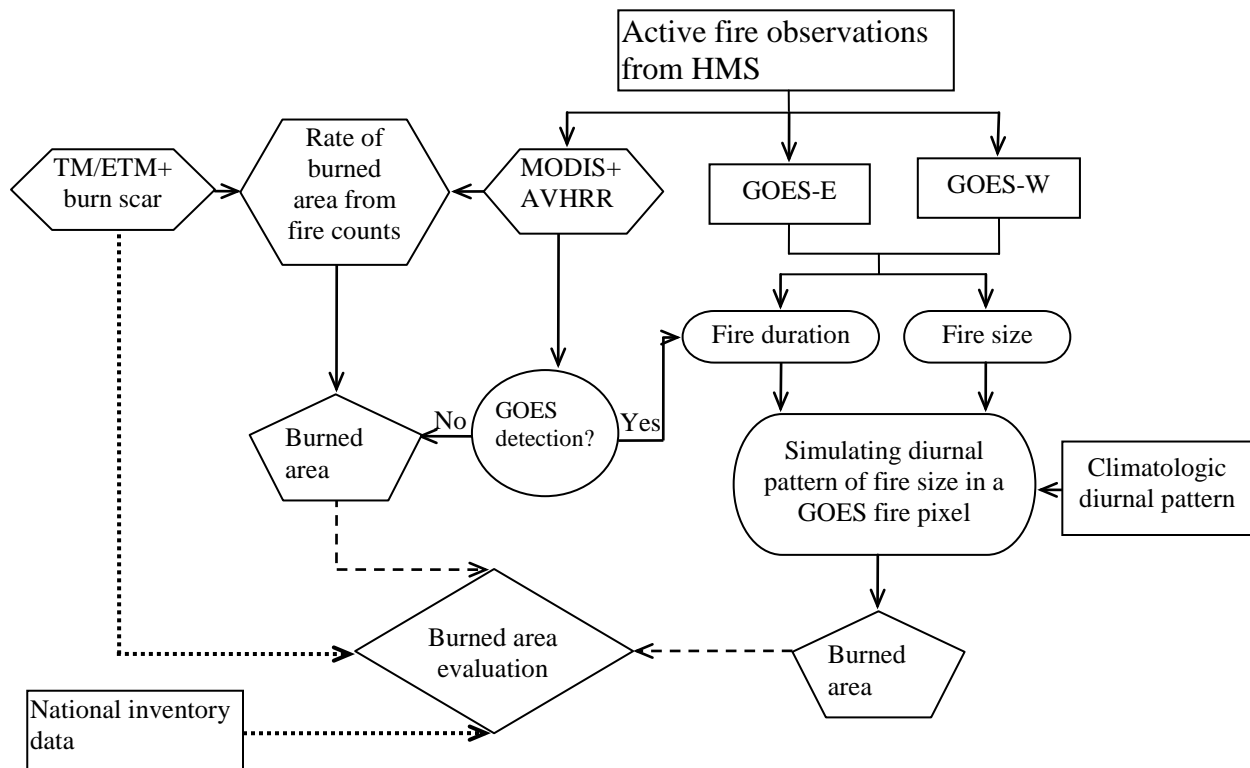 Active fire observations
from HMS
TM/ETM+
burn scar
Rate of
burned
area from
fire counts
MODIS+
AVHRR
GOES-E
GOES-W
Fire duration
Fire size
No
GOES
detection?
Yes
Burned
area
Simulating diurnal
pattern of fire size in a
GOES fire pixel
Climatologic
diurnal pattern
Burned area
evaluation
Burned
area
National inventory
data